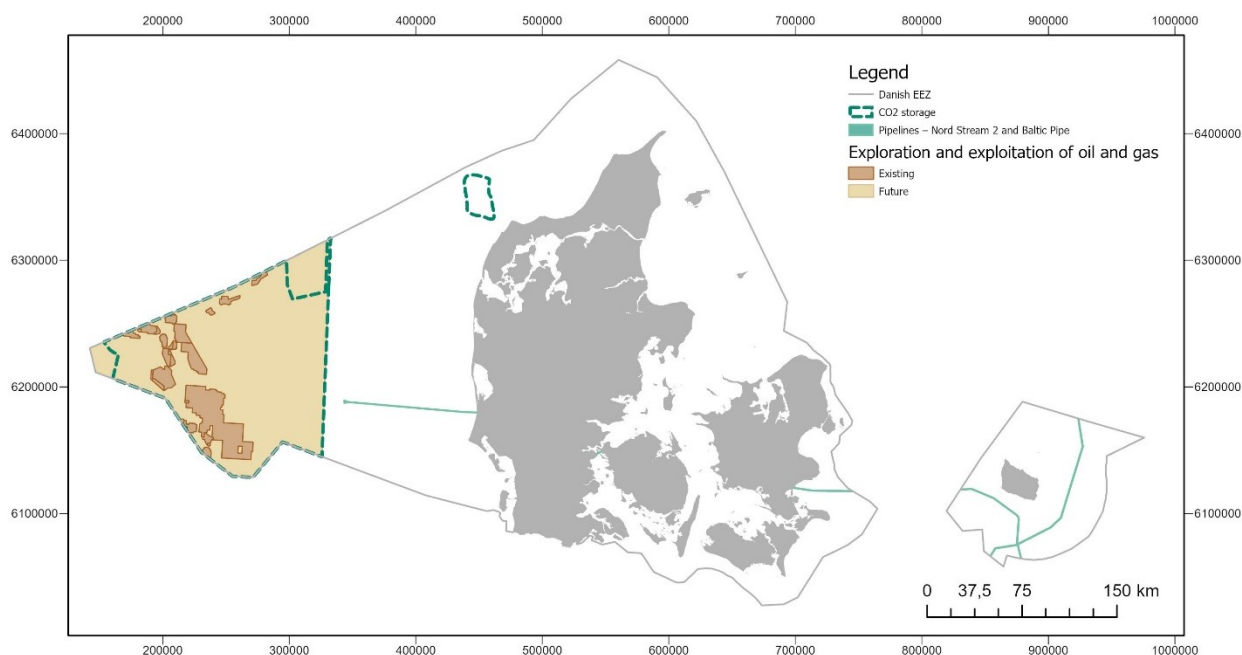 200000 300000 400000 500000 600000 700000 800000 900000 1000000
Legend
Danish EEZ
CO2 storage
Pipelines – Nord Stream 2 and Baltic Pipe
Exploration and exploitation of oil and gas
Existing
Future
6400000 6400000
6300000 6300000
6200000 6200000
6100000 6100000
0 37,5 75 150 km
200000 300000 400000 500000 600000 700000 800000 900000 1000000